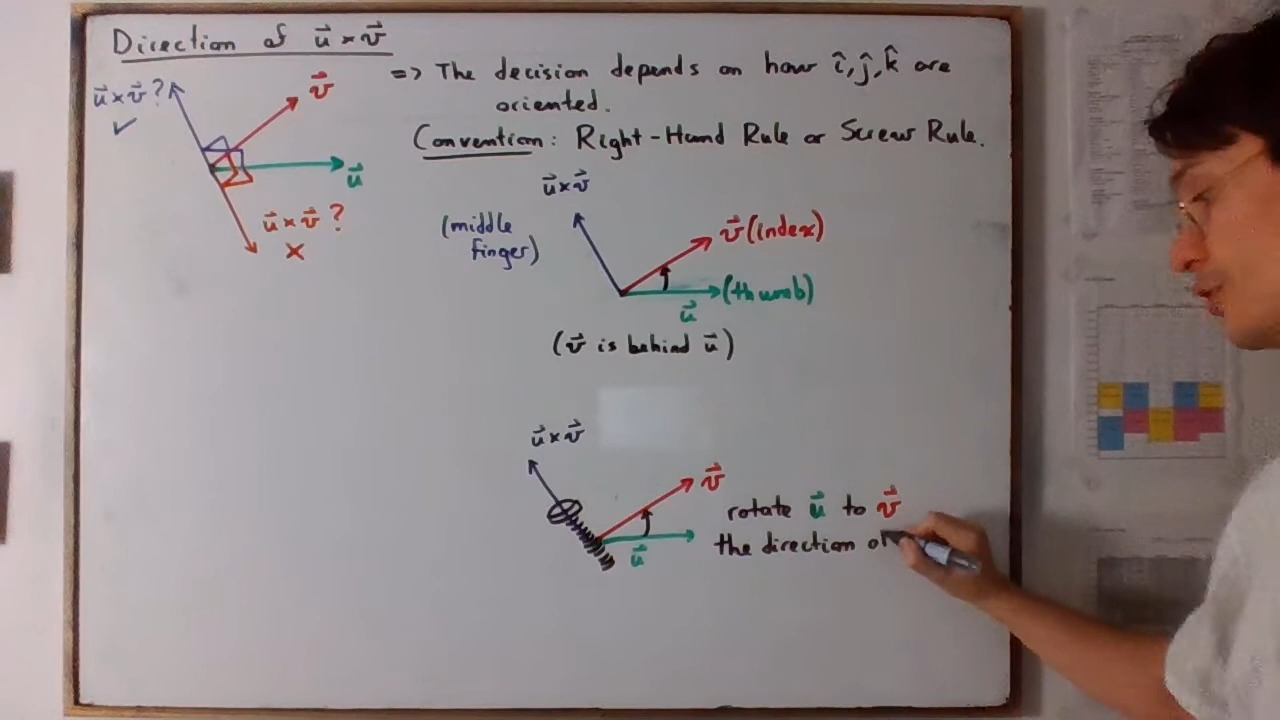 Direction of u⃗ × v⃗
=> The decision depends on how î, ĵ, k̂ are
oriented.
Convention: Right-Hand Rule or Screw Rule.
u⃗ × v⃗ ?
✓
v⃗
u⃗
u⃗ × v⃗ ?
×
u⃗ × v⃗
(middle
finger)
v⃗ (index)
(thumb)
u⃗
(v⃗ is behind u⃗)
u⃗ × v⃗
v⃗
u⃗
rotate u⃗ to v⃗
the direction of